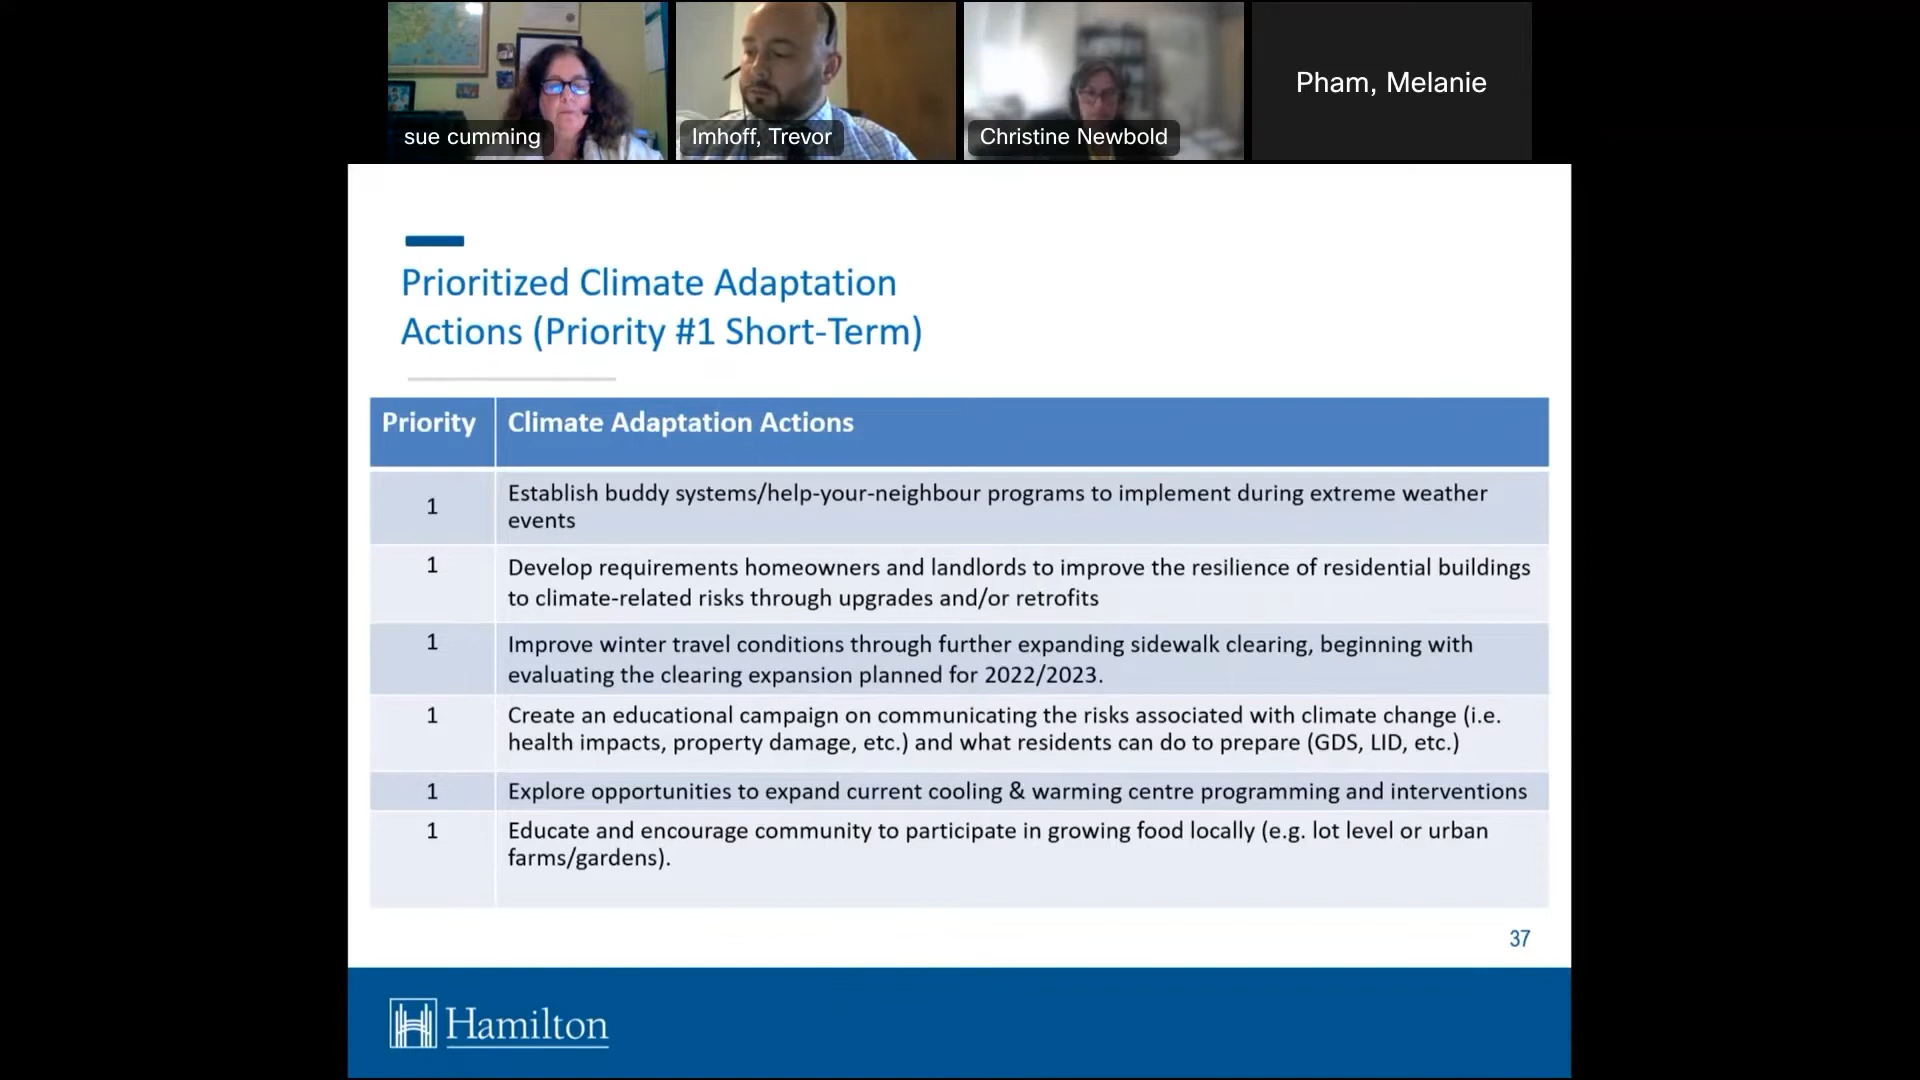 sue cumming
Imhoff, Trevor
Christine Newbold
Pham, Melanie
Prioritized Climate Adaptation
Actions (Priority #1 Short-Term)
Priority
Climate Adaptation Actions
1
Establish buddy systems/help-your-neighbour programs to implement during extreme weather
events
1
Develop requirements homeowners and landlords to improve the resilience of residential buildings
to climate-related risks through upgrades and/or retrofits
1
Improve winter travel conditions through further expanding sidewalk clearing, beginning with
evaluating the clearing expansion planned for 2022/2023.
1
Create an educational campaign on communicating the risks associated with climate change (i.e.
health impacts, property damage, etc.) and what residents can do to prepare (GDS, LID, etc.)
1
Explore opportunities to expand current cooling & warming centre programming and interventions
1
Educate and encourage community to participate in growing food locally (e.g. lot level or urban
farms/gardens).
37
Hamilton